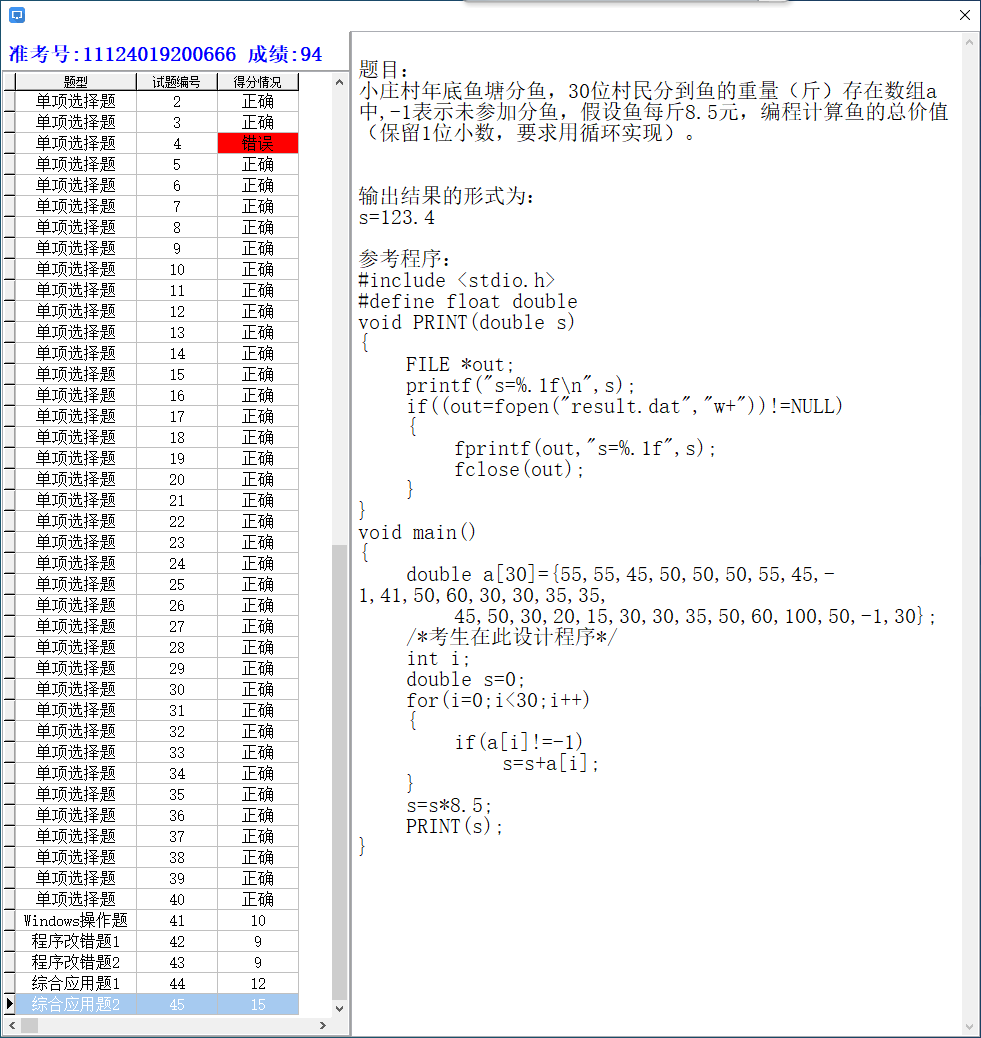 准考号:11124019200666 成绩:94
题型 试题编号 得分情况
单项选择题 2 正确
单项选择题 3 正确
单项选择题 4 错误
单项选择题 5 正确
单项选择题 6 正确
单项选择题 7 正确
单项选择题 8 正确
单项选择题 9 正确
单项选择题 10 正确
单项选择题 11 正确
单项选择题 12 正确
单项选择题 13 正确
单项选择题 14 正确
单项选择题 15 正确
单项选择题 16 正确
单项选择题 17 正确
单项选择题 18 正确
单项选择题 19 正确
单项选择题 20 正确
单项选择题 21 正确
单项选择题 22 正确
单项选择题 23 正确
单项选择题 24 正确
单项选择题 25 正确
单项选择题 26 正确
单项选择题 27 正确
单项选择题 28 正确
单项选择题 29 正确
单项选择题 30 正确
单项选择题 31 正确
单项选择题 32 正确
单项选择题 33 正确
单项选择题 34 正确
单项选择题 35 正确
单项选择题 36 正确
单项选择题 37 正确
单项选择题 38 正确
单项选择题 39 正确
单项选择题 40 正确
Windows操作题 41 10
程序改错题1 42 9
程序改错题2 43 9
综合应用题1 44 12
综合应用题2 45 15
题目:
小庄村年底鱼塘分鱼，30位村民分到鱼的重量（斤）存在数组a
中,-1表示未参加分鱼，假设鱼每斤8.5元，编程计算鱼的总价值
（保留1位小数，要求用循环实现）。
输出结果的形式为:
s=123.4
参考程序:
#include <stdio.h>
#define float double
void PRINT(double s)
{
FILE *out;
printf("s=%.1f\n",s);
if((out=fopen("result.dat","w+"))!=NULL)
{
fprintf(out,"s=%.1f",s);
fclose(out);
}
}
void main()
{
double a[30]={55,55,45,50,50,50,55,45,-
1,41,50,60,30,30,35,35,
45,50,30,20,15,30,30,35,50,60,100,50,-1,30};
/*考生在此设计程序*/
int i;
double s=0;
for(i=0;i<30;i++)
{
if(a[i]!=-1)
s=s+a[i];
}
s=s*8.5;
PRINT(s);
}